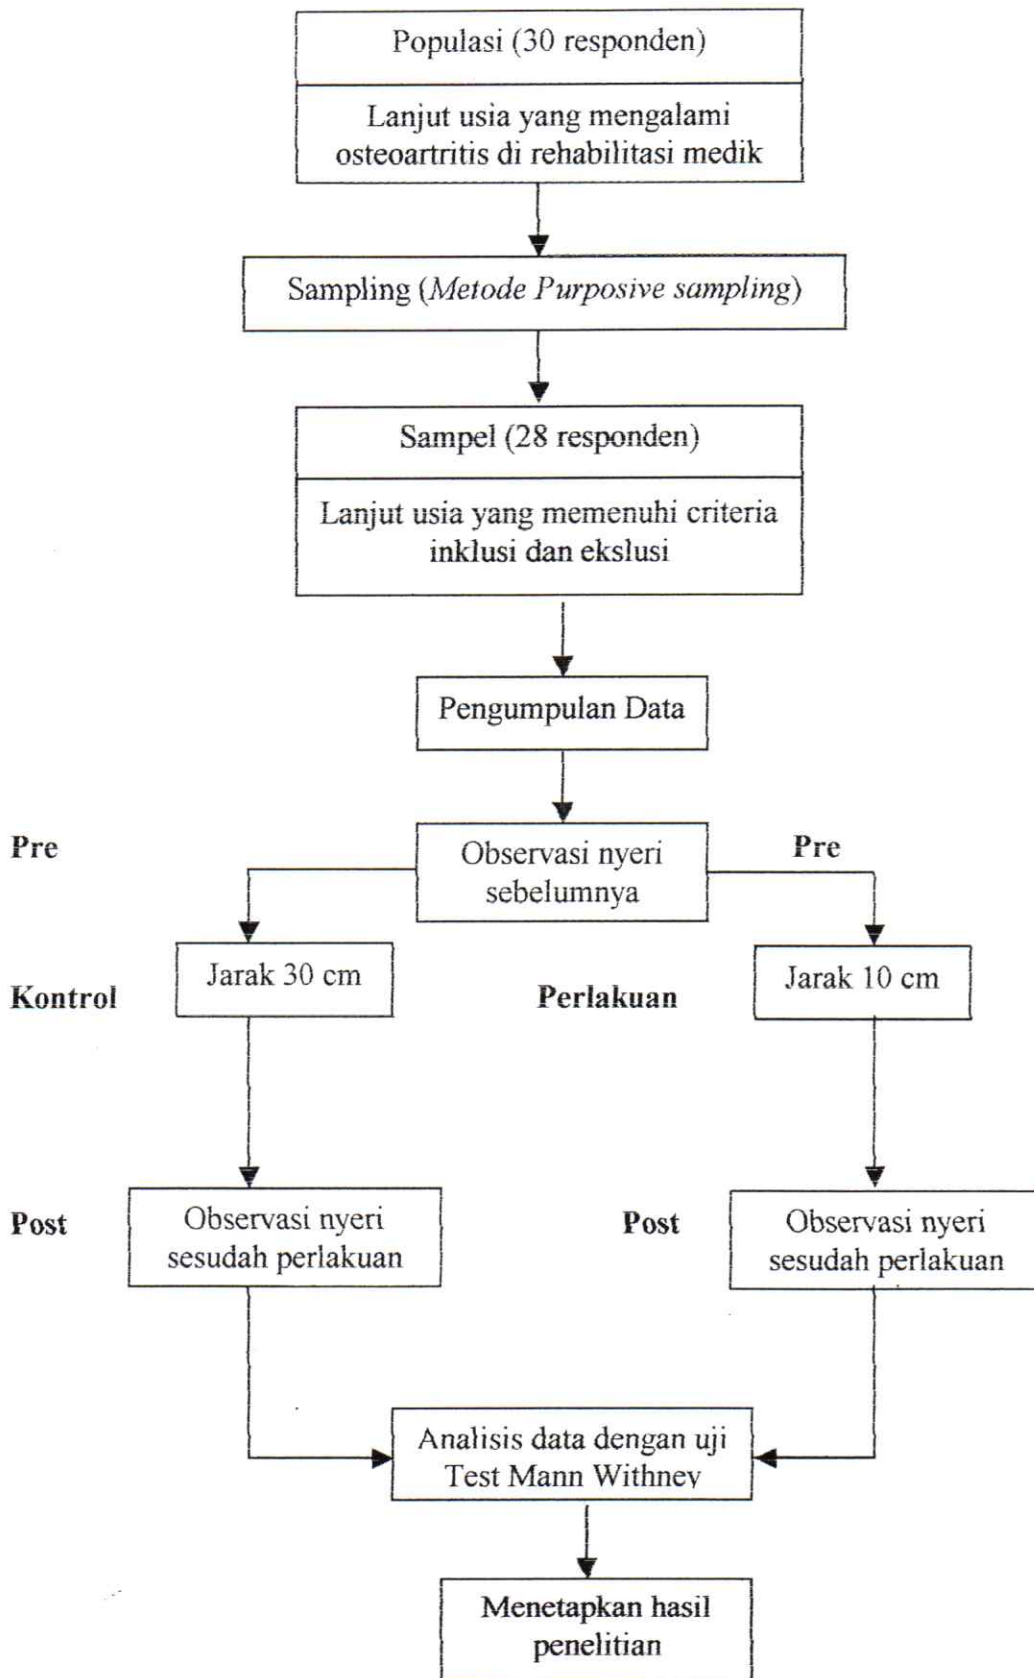 Populasi (30 responden)
Lanjut usia yang mengalami
osteoartritis di rehabilitasi medik
Sampling (Metode Purposive sampling)
Sampel (28 responden)
Lanjut usia yang memenuhi criteria
inklusi dan ekslusi
Pengumpulan Data
Pre
Observasi nyeri
sebelumnya
Pre
Kontrol
Jarak 30 cm
Perlakuan
Jarak 10 cm
Post
Observasi nyeri
sesudah perlakuan
Post
Observasi nyeri
sesudah perlakuan
Analisis data dengan uji
Test Mann Withney
Menetapkan hasil
penelitian